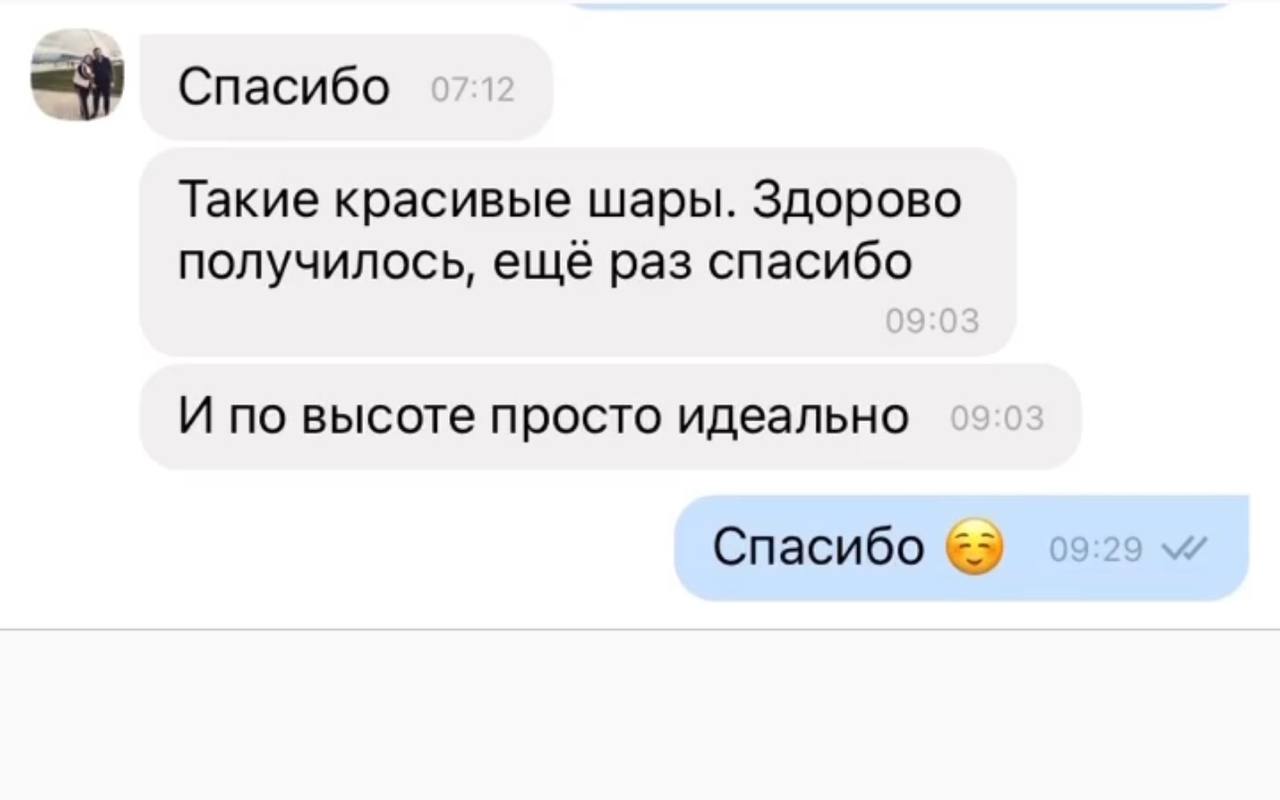 Спасибо 07:12
Такие красивые шары. Здорово
получилось, ещё раз спасибо
09:03
И по высоте просто идеально 09:03
Спасибо ☺️ 09:29